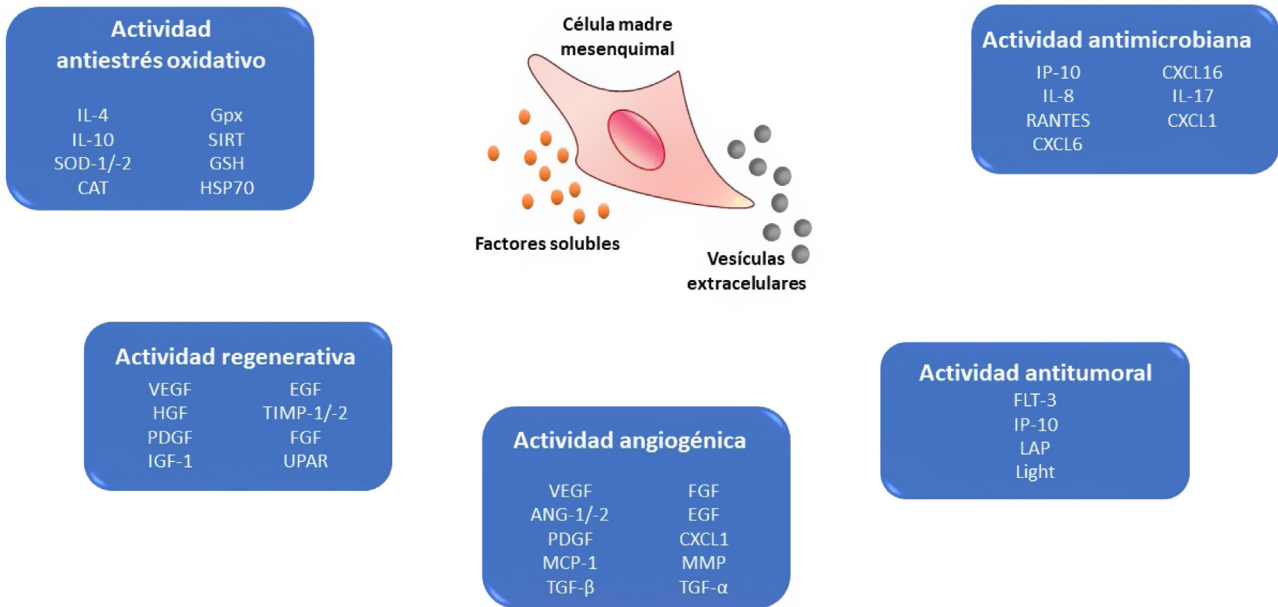 Actividad
antiestrés oxidativo
IL-4 Gpx
IL-10 SIRT
SOD-1/-2 GSH
CAT HSP70
Célula madre
mesenquimal
Factores solubles
Vesículas
extracelulares
Actividad antimicrobiana
IP-10 CXCL16
IL-8 IL-17
RANTES CXCL1
CXCL6
Actividad regenerativa
VEGF EGF
HGF TIMP-1/-2
PDGF FGF
IGF-1 UPAR
Actividad angiogénica
VEGF FGF
ANG-1/-2 EGF
PDGF CXCL1
MCP-1 MMP
TGF-β TGF-α
Actividad antitumoral
FLT-3
IP-10
LAP
Light